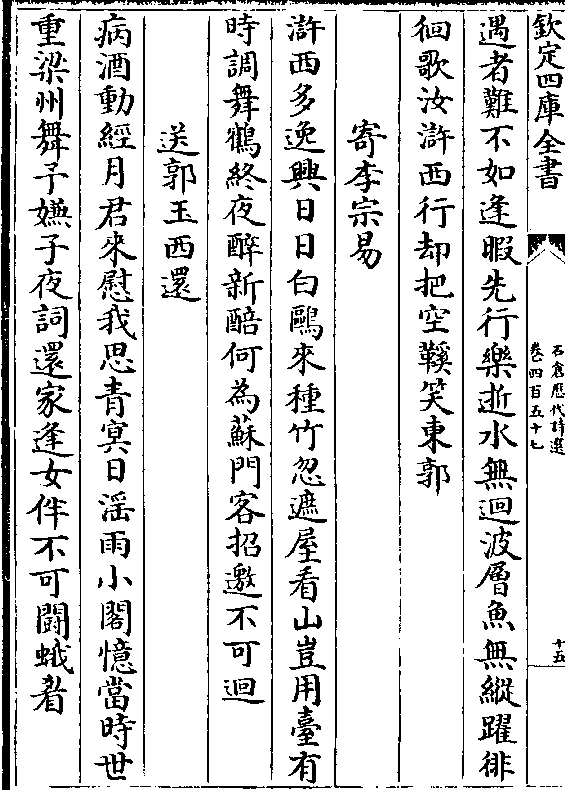 欽定四庫全書
石倉歷代詩選
卷四百五十七
十五
遇者難不如逢暇先行樂逝水無迴波層魚無縱躍徘
徊歌汝滸西行却把空鞵笑東郭
寄李宗易
滸西多逸興日日白鷗來種竹忽遮屋看山豈用臺有
時調舞鶴終夜醉新醅何為蘇門客招邀不可迴
送郭玉西還
病酒動經月君來慰我思青冥日滛雨小閣憶當時世
重梁州舞予嫌子夜詞還家逢女伴不可鬪蛾眉